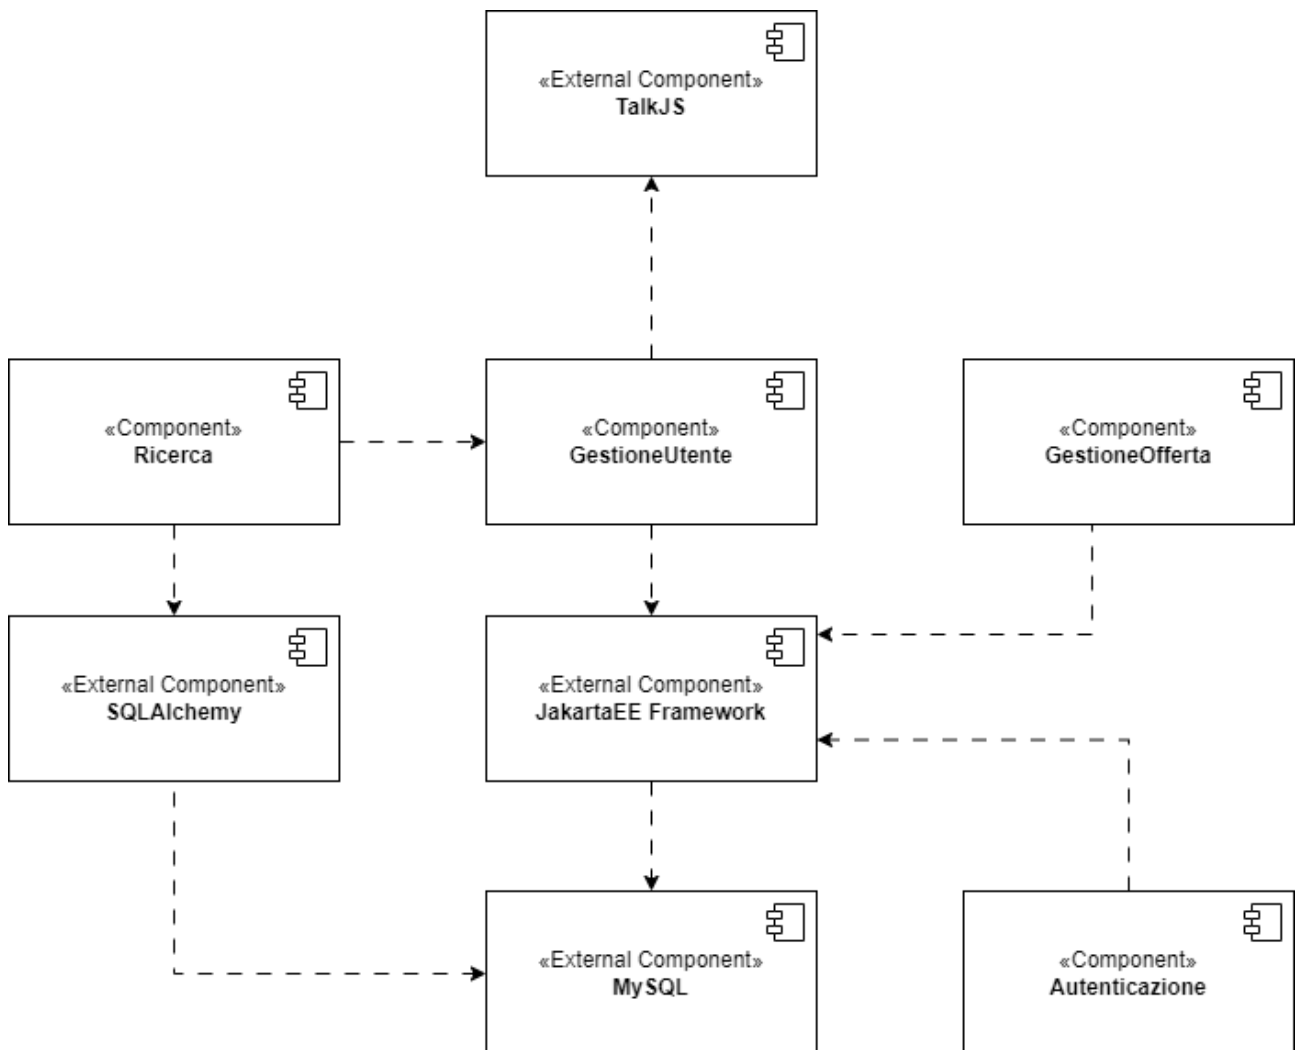 «External Component»
TalkJS
«Component»
Ricerca
«Component»
GestioneUtente
«Component»
GestioneOfferta
«External Component»
SQLAlchemy
«External Component»
JakartaEE Framework
«External Component»
MySQL
«Component»
Autenticazione